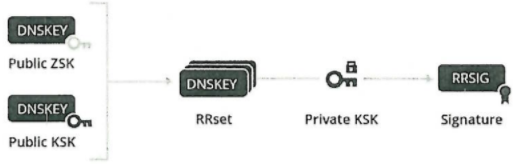 DNSKEY
Public ZSK
DNSKEY
Public KSK
DNSKEY
RRset
Private KSK
RRSIG
Signature